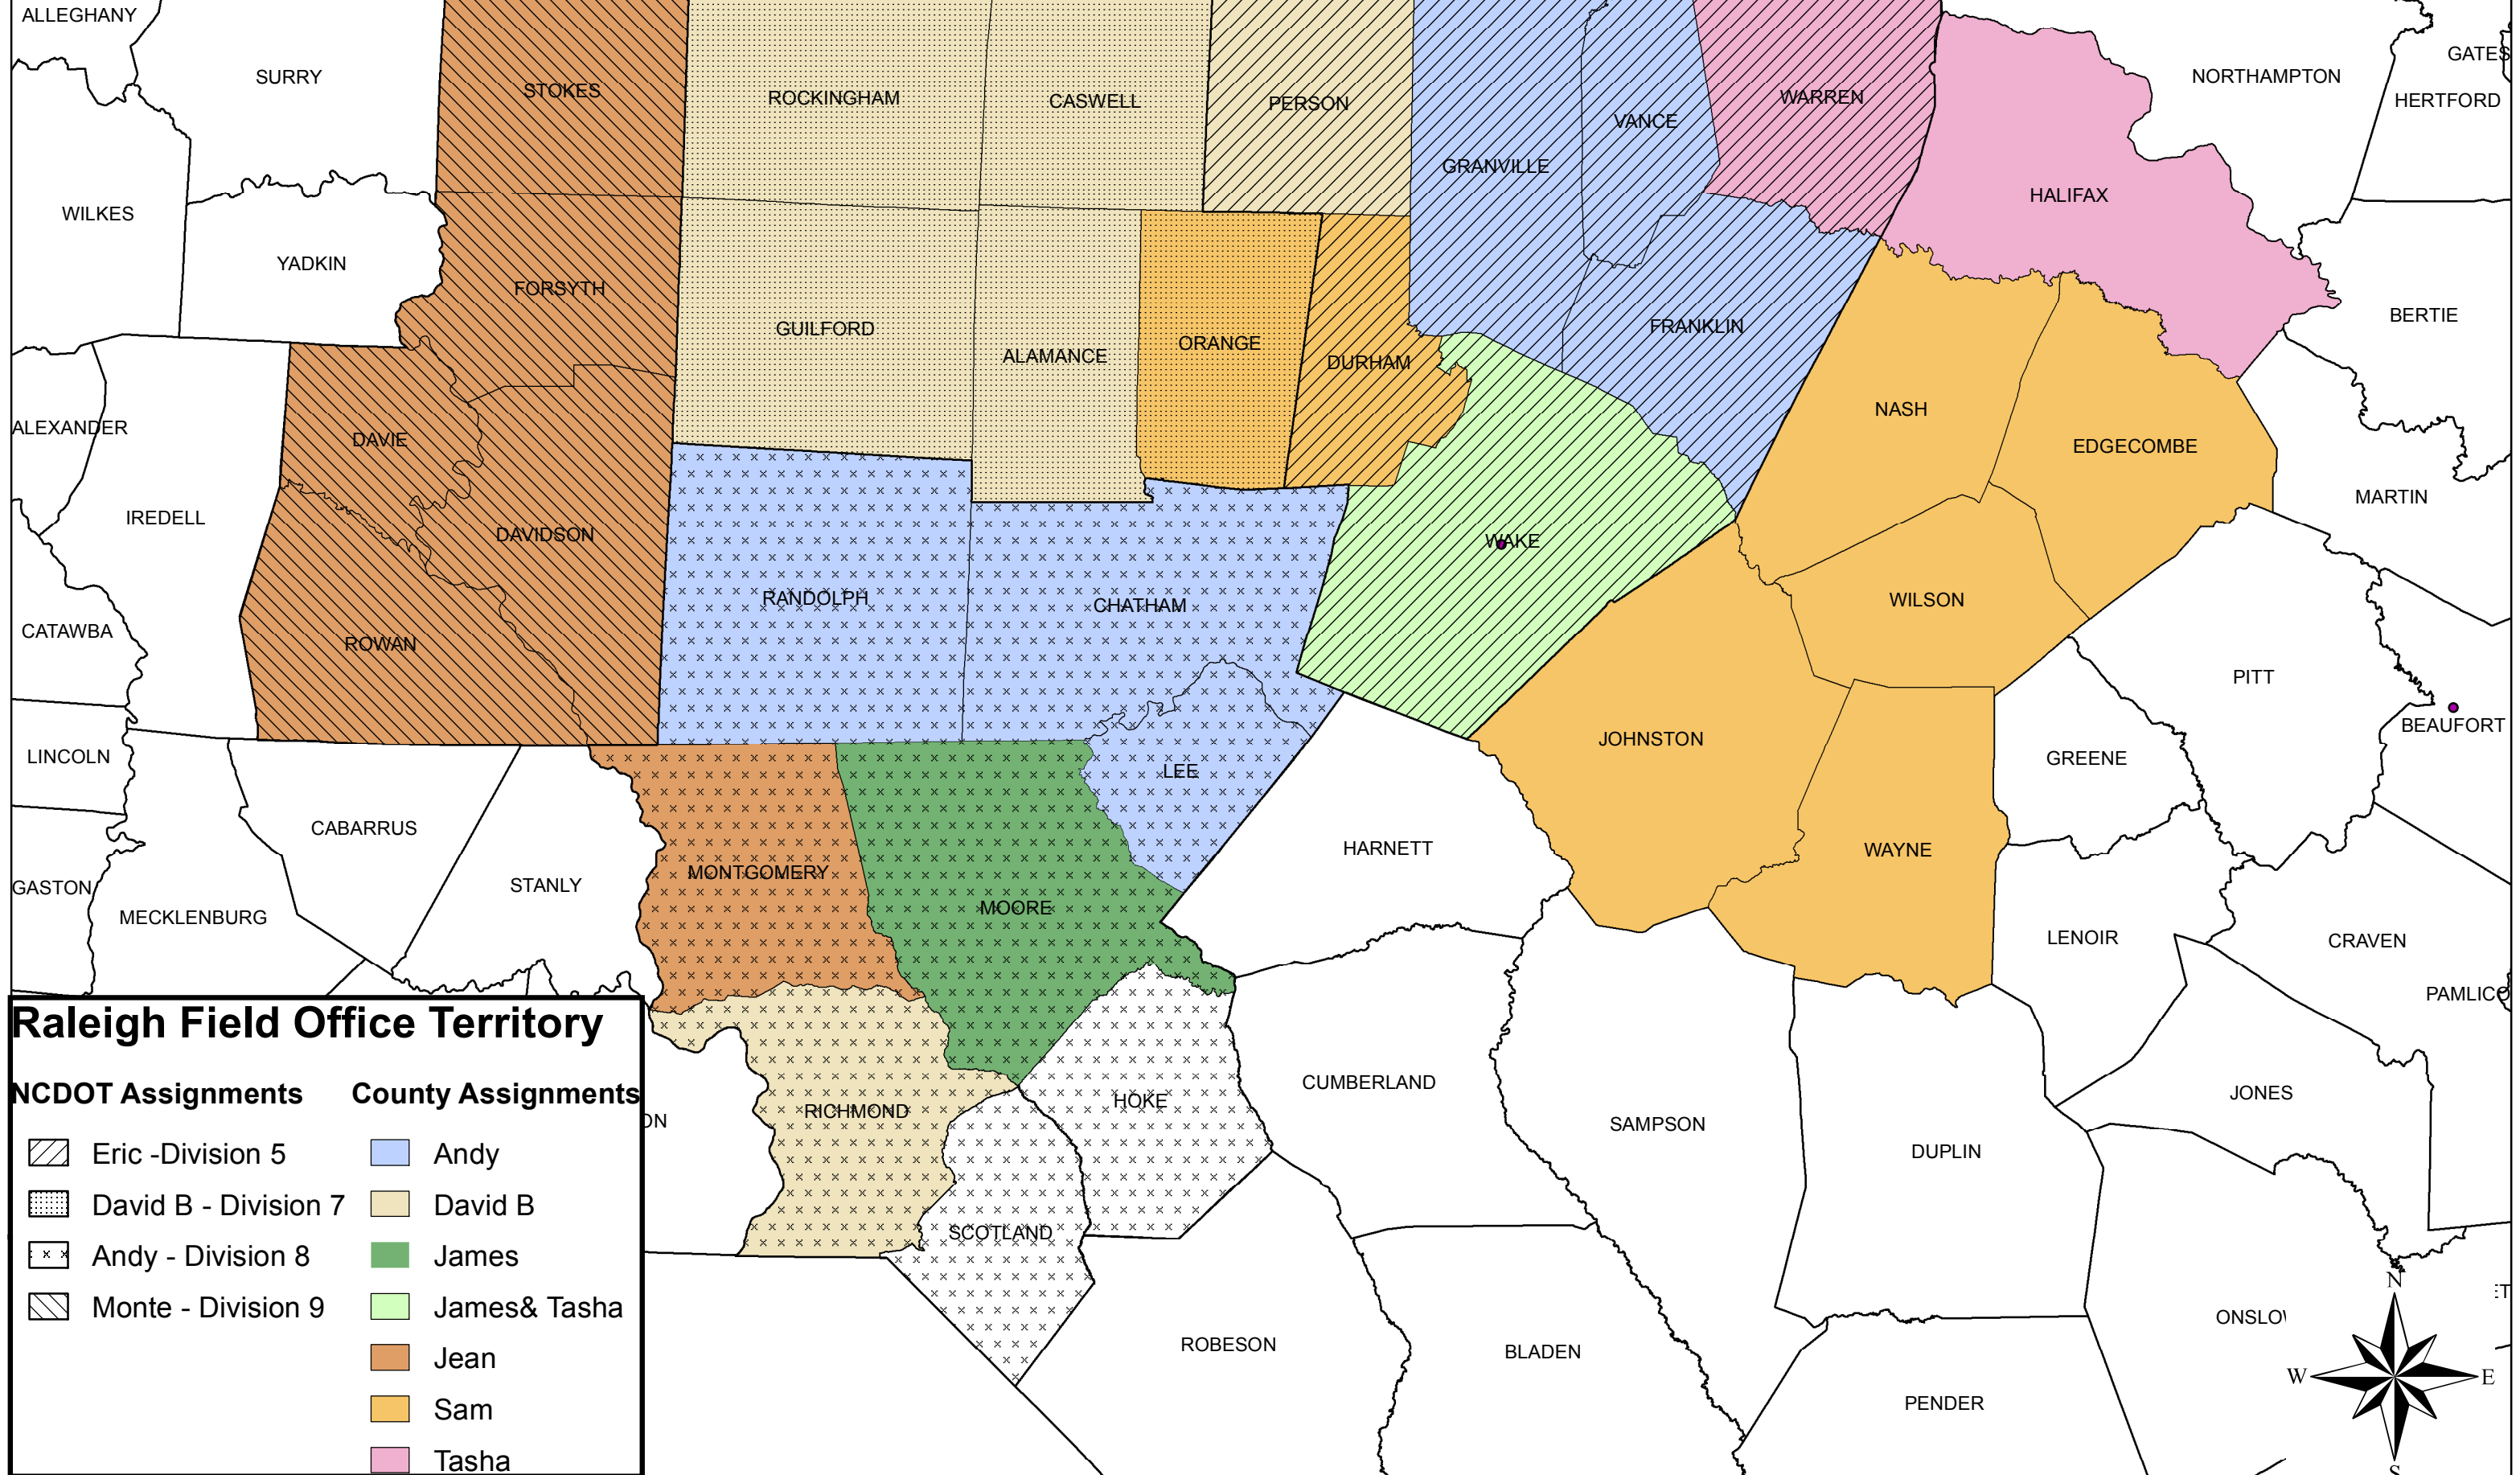 ALLEGHANY
SURRY
STOKES
ROCKINGHAM
CASWELL
PERSON
GRANVILLE
VANCE
WARREN
HALIFAX
NORTHAMPTON
GATES
HERTFORD
WILKES
YADKIN
FORSYTH
GUILFORD
ALAMANCE
ORANGE
DURHAM
FRANKLIN
NASH
EDGECOMBE
BERTIE
MARTIN
ALEXANDER
IREDELL
DAVIE
DAVIDSON
RANDOLPH
CHATHAM
WAKE
WILSON
CATAWBA
ROWAN
PITT
BEAUFORT
LINCOLN
CABARRUS
LEE
JOHNSTON
GREENE
GASTON
MECKLENBURG
STANLY
MONTGOMERY
MOORE
HARNETT
WAYNE
LENOIR
CRAVEN
PAMLICO
RICHMOND
HOKE
CUMBERLAND
SAMPSON
DUPLIN
JONES
ON
SCOTLAND
ROBESON
BLADEN
PENDER
ONSLOW
Raleigh Field Office Territory
NCDOT Assignments
Eric -Division 5
David B - Division 7
Andy - Division 8
Monte - Division 9
County Assignments
Andy
David B
James
James& Tasha
Jean
Sam
Tasha
N
W
E
S